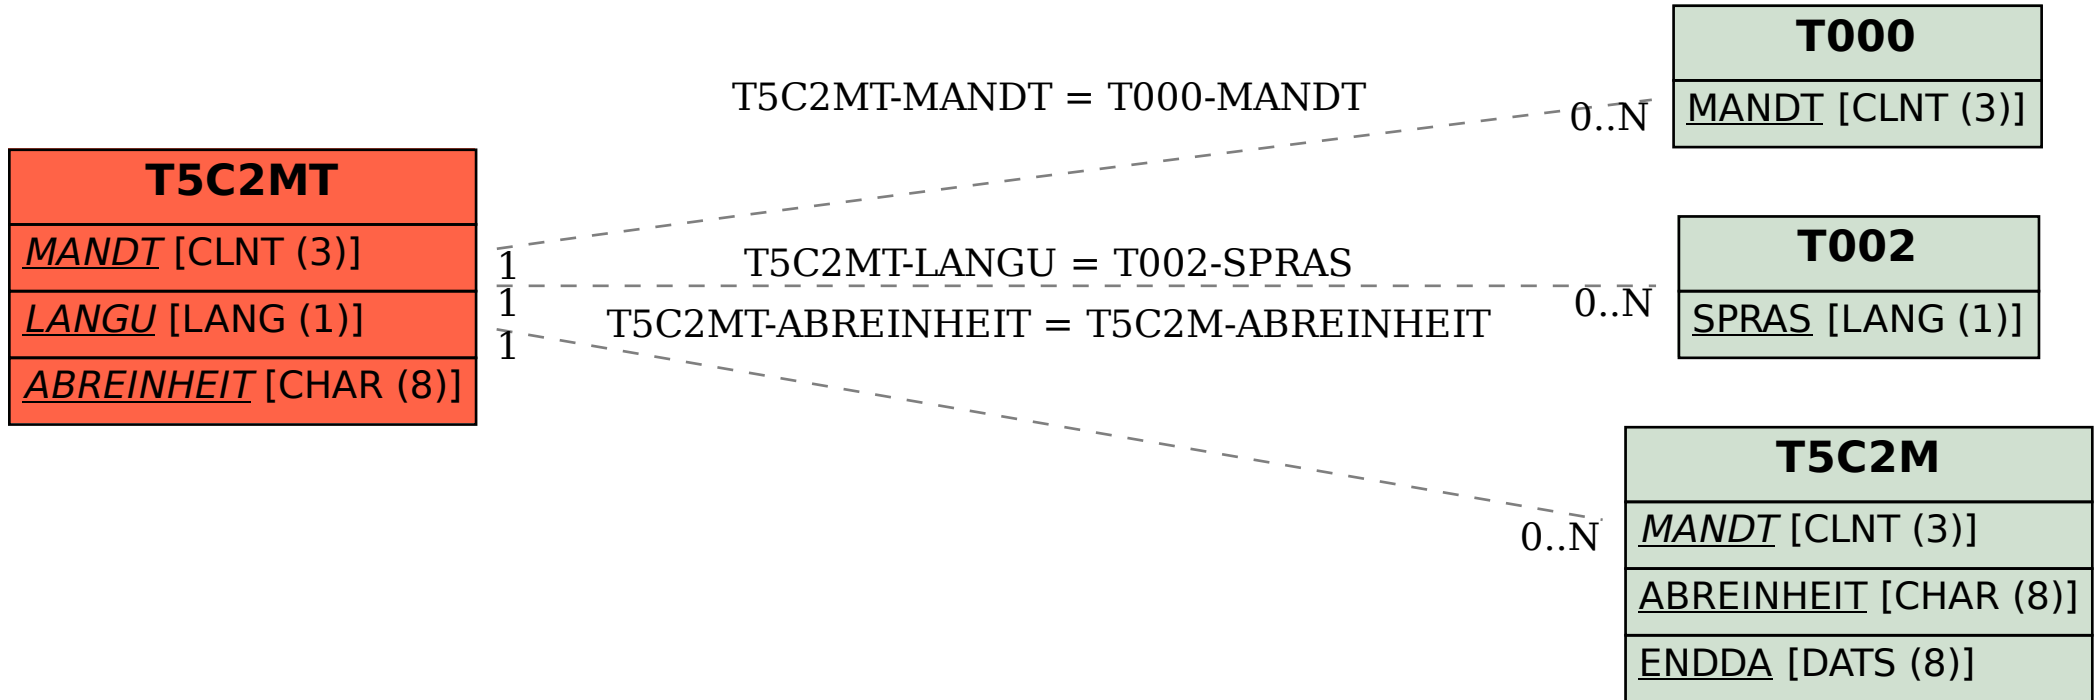 T5C2MT
MANDT [CLNT (3)]
LANGU [LANG (1)]
ABREINHEIT [CHAR (8)]
T5C2MT-MANDT = T000-MANDT
1
0..N
T5C2MT-LANGU = T002-SPRAS
1
0..N
T5C2MT-ABREINHEIT = T5C2M-ABREINHEIT
1
0..N
T000
MANDT [CLNT (3)]
T002
SPRAS [LANG (1)]
T5C2M
MANDT [CLNT (3)]
ABREINHEIT [CHAR (8)]
ENDDA [DATS (8)]